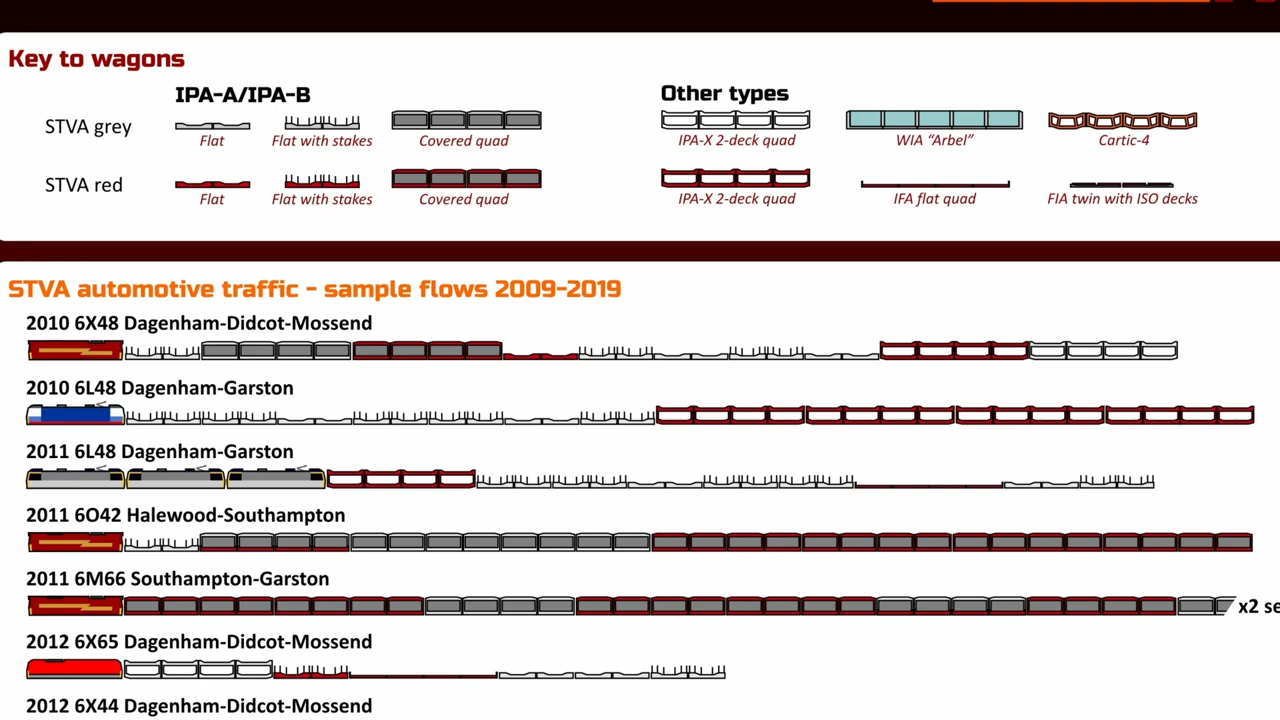 Key to wagons
IPA-A/IPA-B
Other types
STVA grey
Flat
Flat with stakes
Covered quad
IPA-X 2-deck quad
WIA “Arbel”
Cartic-4
STVA red
Flat
Flat with stakes
Covered quad
IPA-X 2-deck quad
IFA flat quad
FIA twin with ISO decks
STVA automotive traffic - sample flows 2009-2019
2010 6X48 Dagenham-Didcot-Mossend
2010 6L48 Dagenham-Garston
2011 6L48 Dagenham-Garston
2011 6O42 Halewood-Southampton
2011 6M66 Southampton-Garston
x2 se
2012 6X65 Dagenham-Didcot-Mossend
2012 6X44 Dagenham-Didcot-Mossend